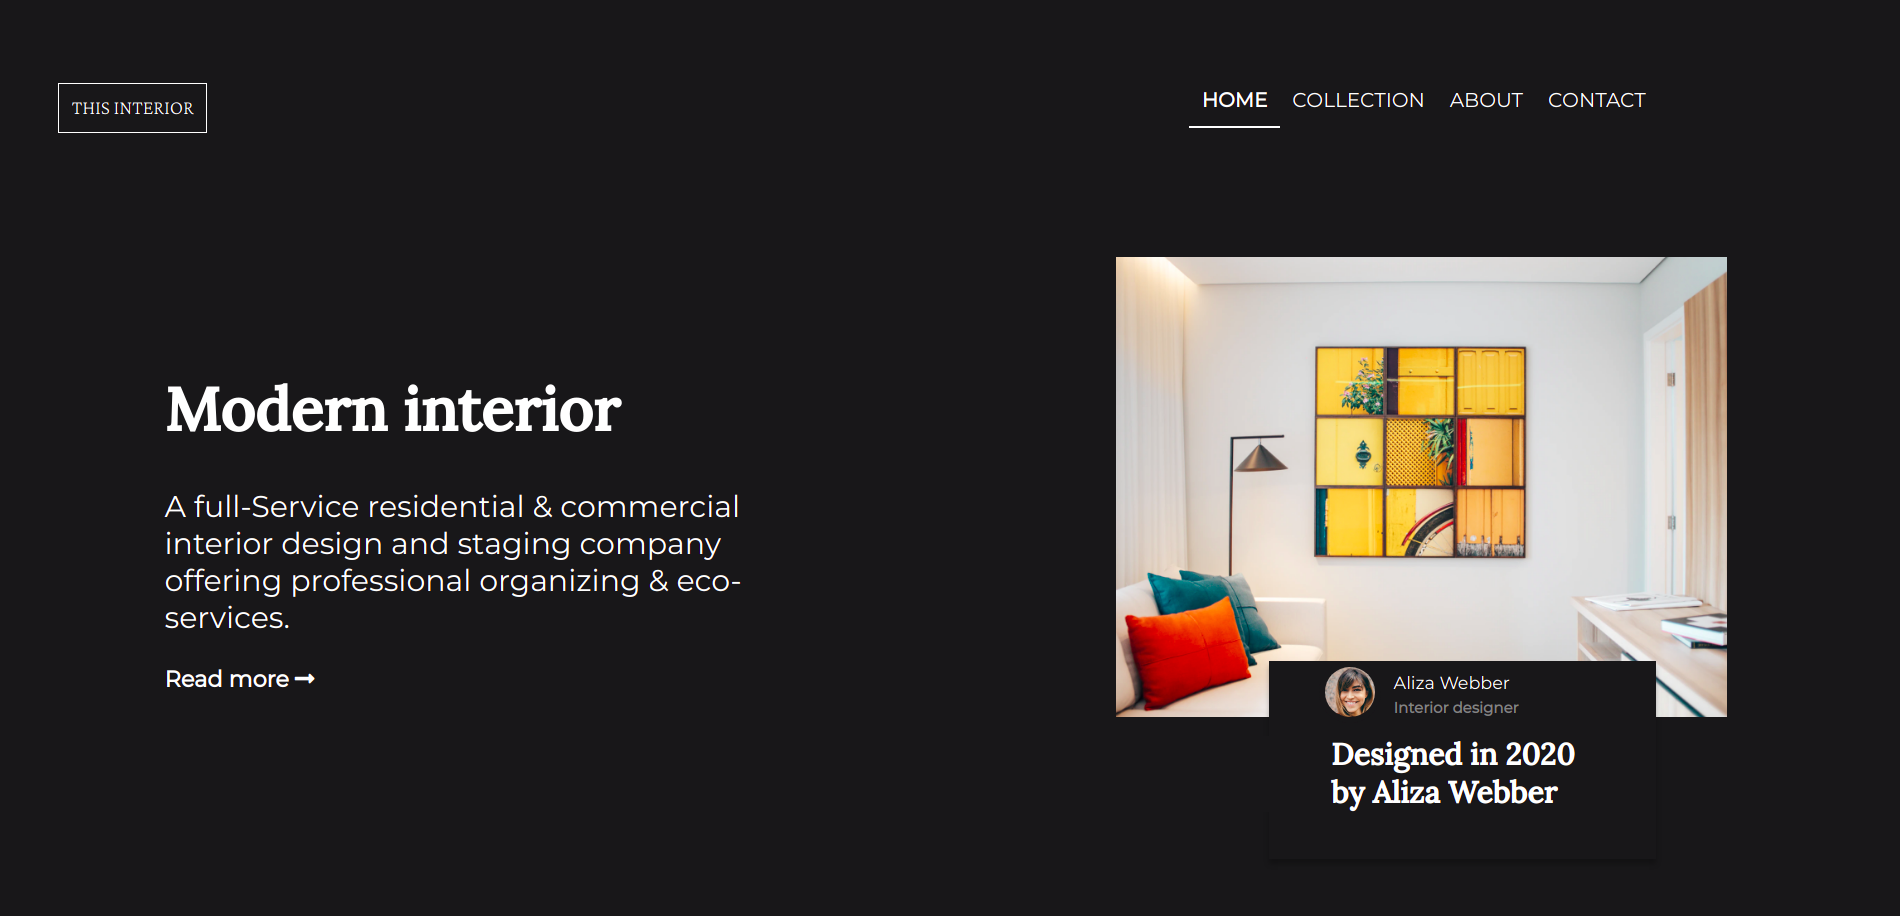 THIS INTERIOR
HOME COLLECTION ABOUT CONTACT
Modern interior
A full-Service residential & commercial
interior design and staging company
offering professional organizing & eco-
services.
Read more
Aliza Webber
Interior designer
Designed in 2020
by Aliza Webber